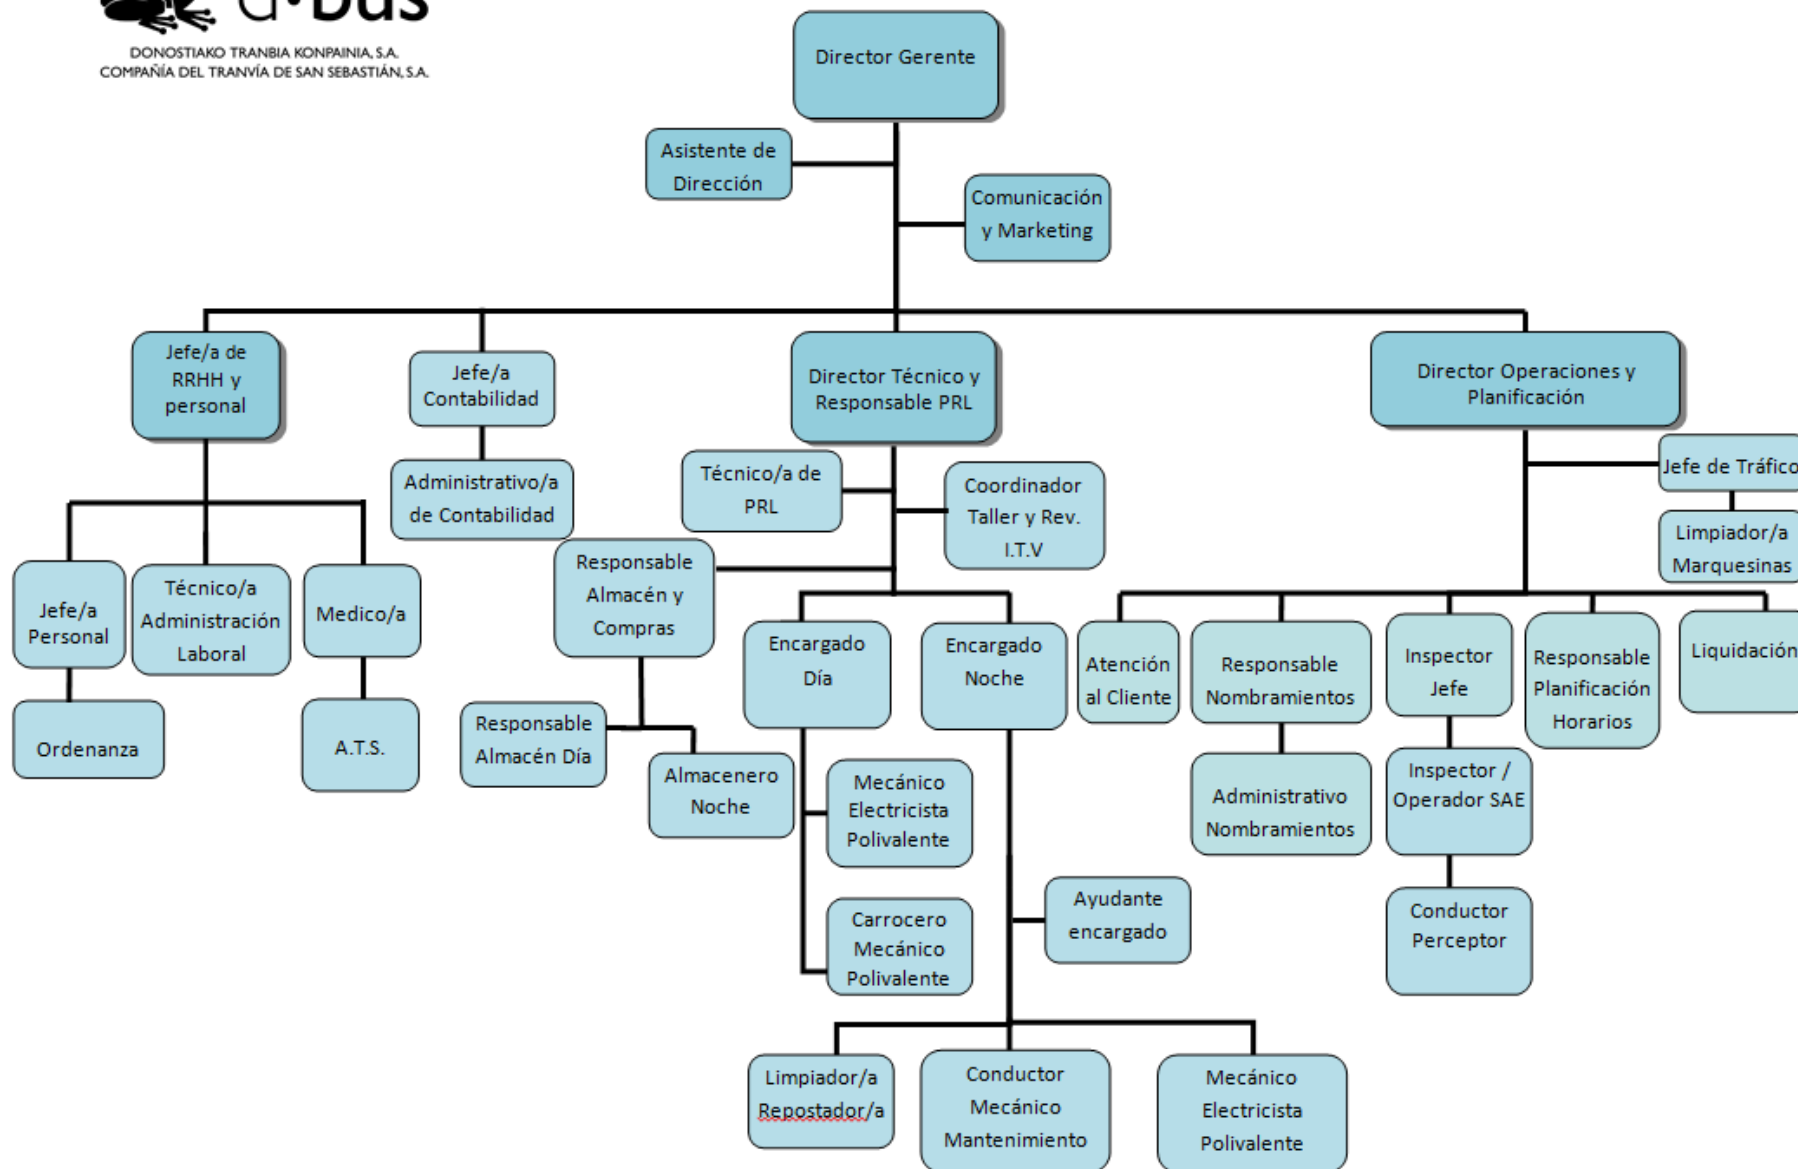 d·bus
DONOSTIAKO TRANBIA KONPAINIA, S.A.
COMPAÑÍA DEL TRANVÍA DE SAN SEBASTIÁN, S.A.
Director Gerente
Asistente de
Dirección
Comunicación
y Marketing
Jefe/a de
RRHH y
personal
Jefe/a
Contabilidad
Director Técnico y
Responsable PRL
Director Operaciones y
Planificación
Administrativo/a
de Contabilidad
Técnico/a de
PRL
Coordinador
Taller y Rev.
I.T.V
Jefe de Tráfico
Limpiador/a
Marquesinas
Jefe/a
Personal
Técnico/a
Administración
Laboral
Medico/a
Responsable
Almacén y
Compras
Encargado
Día
Encargado
Noche
Atención
al Cliente
Responsable
Nombramientos
Inspector
Jefe
Responsable
Planificación
Horarios
Liquidación
Ordenanza
A.T.S.
Responsable
Almacén Día
Almacenero
Noche
Mecánico
Electricista
Polivalente
Administrativo
Nombramientos
Inspector /
Operador SAE
Carrocero
Mecánico
Polivalente
Ayudante
encargado
Conductor
Perceptor
Limpiador/a
Repostador/a
Conductor
Mecánico
Mantenimiento
Mecánico
Electricista
Polivalente